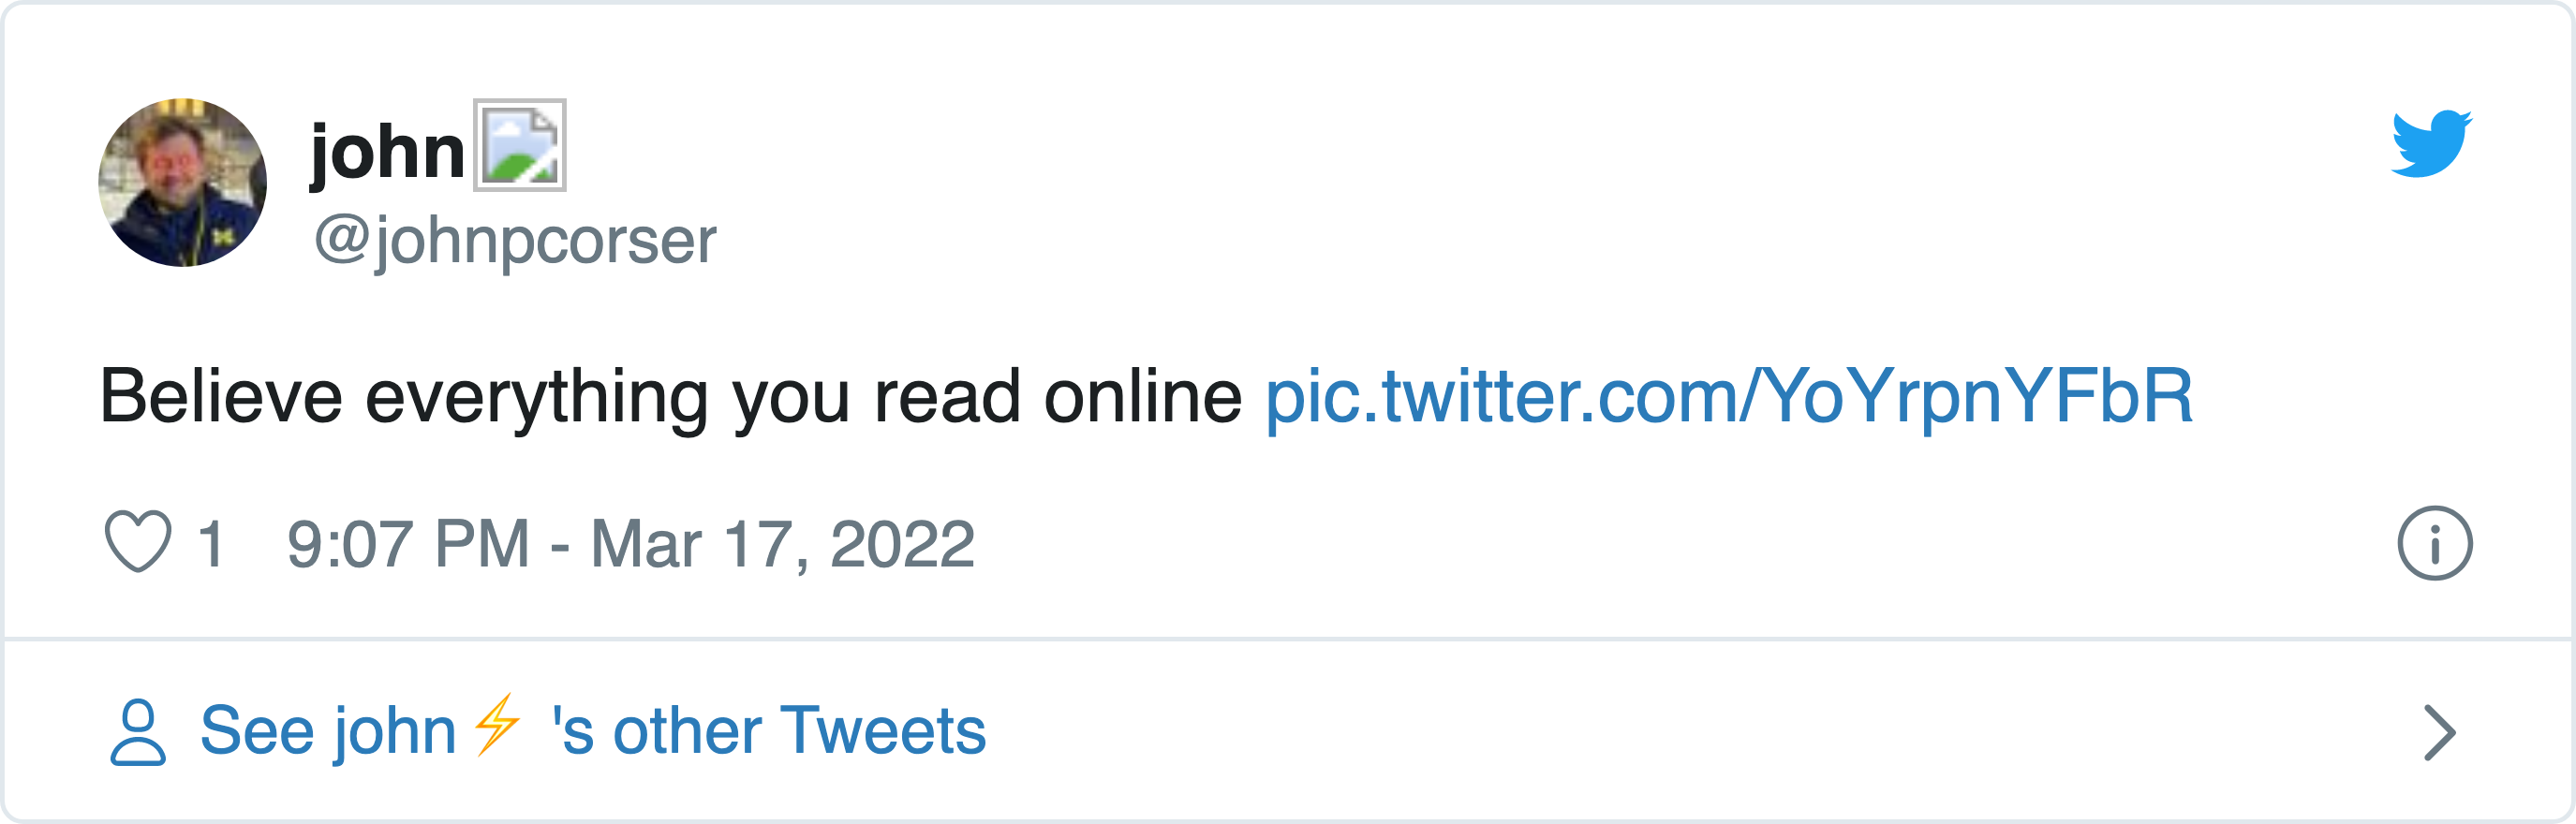 john
@johnpcorser
Believe everything you read online pic.twitter.com/YoYrpnYFbR
1 9:07 PM - Mar 17, 2022
See john⚡ 's other Tweets